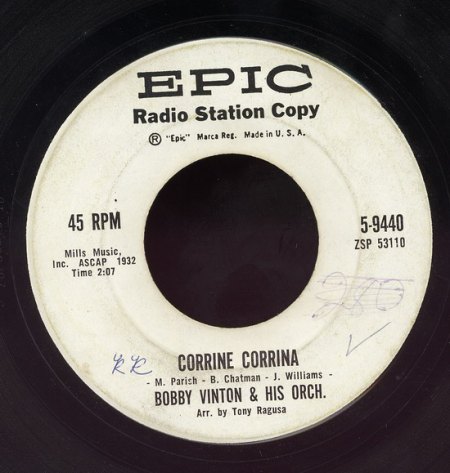 EPIC
Radio Station Copy
® "Epic" Marca Reg. Made in U. S. A.
45 RPM
Mills Music,
Inc. ASCAP 1932
Time 2:07
5-9440
ZSP 53110
CORRINE CORRINA
- M. Parish - B. Chatman - J. Williams -
BOBBY VINTON & HIS ORCH.
Arr. by Tony Ragusa